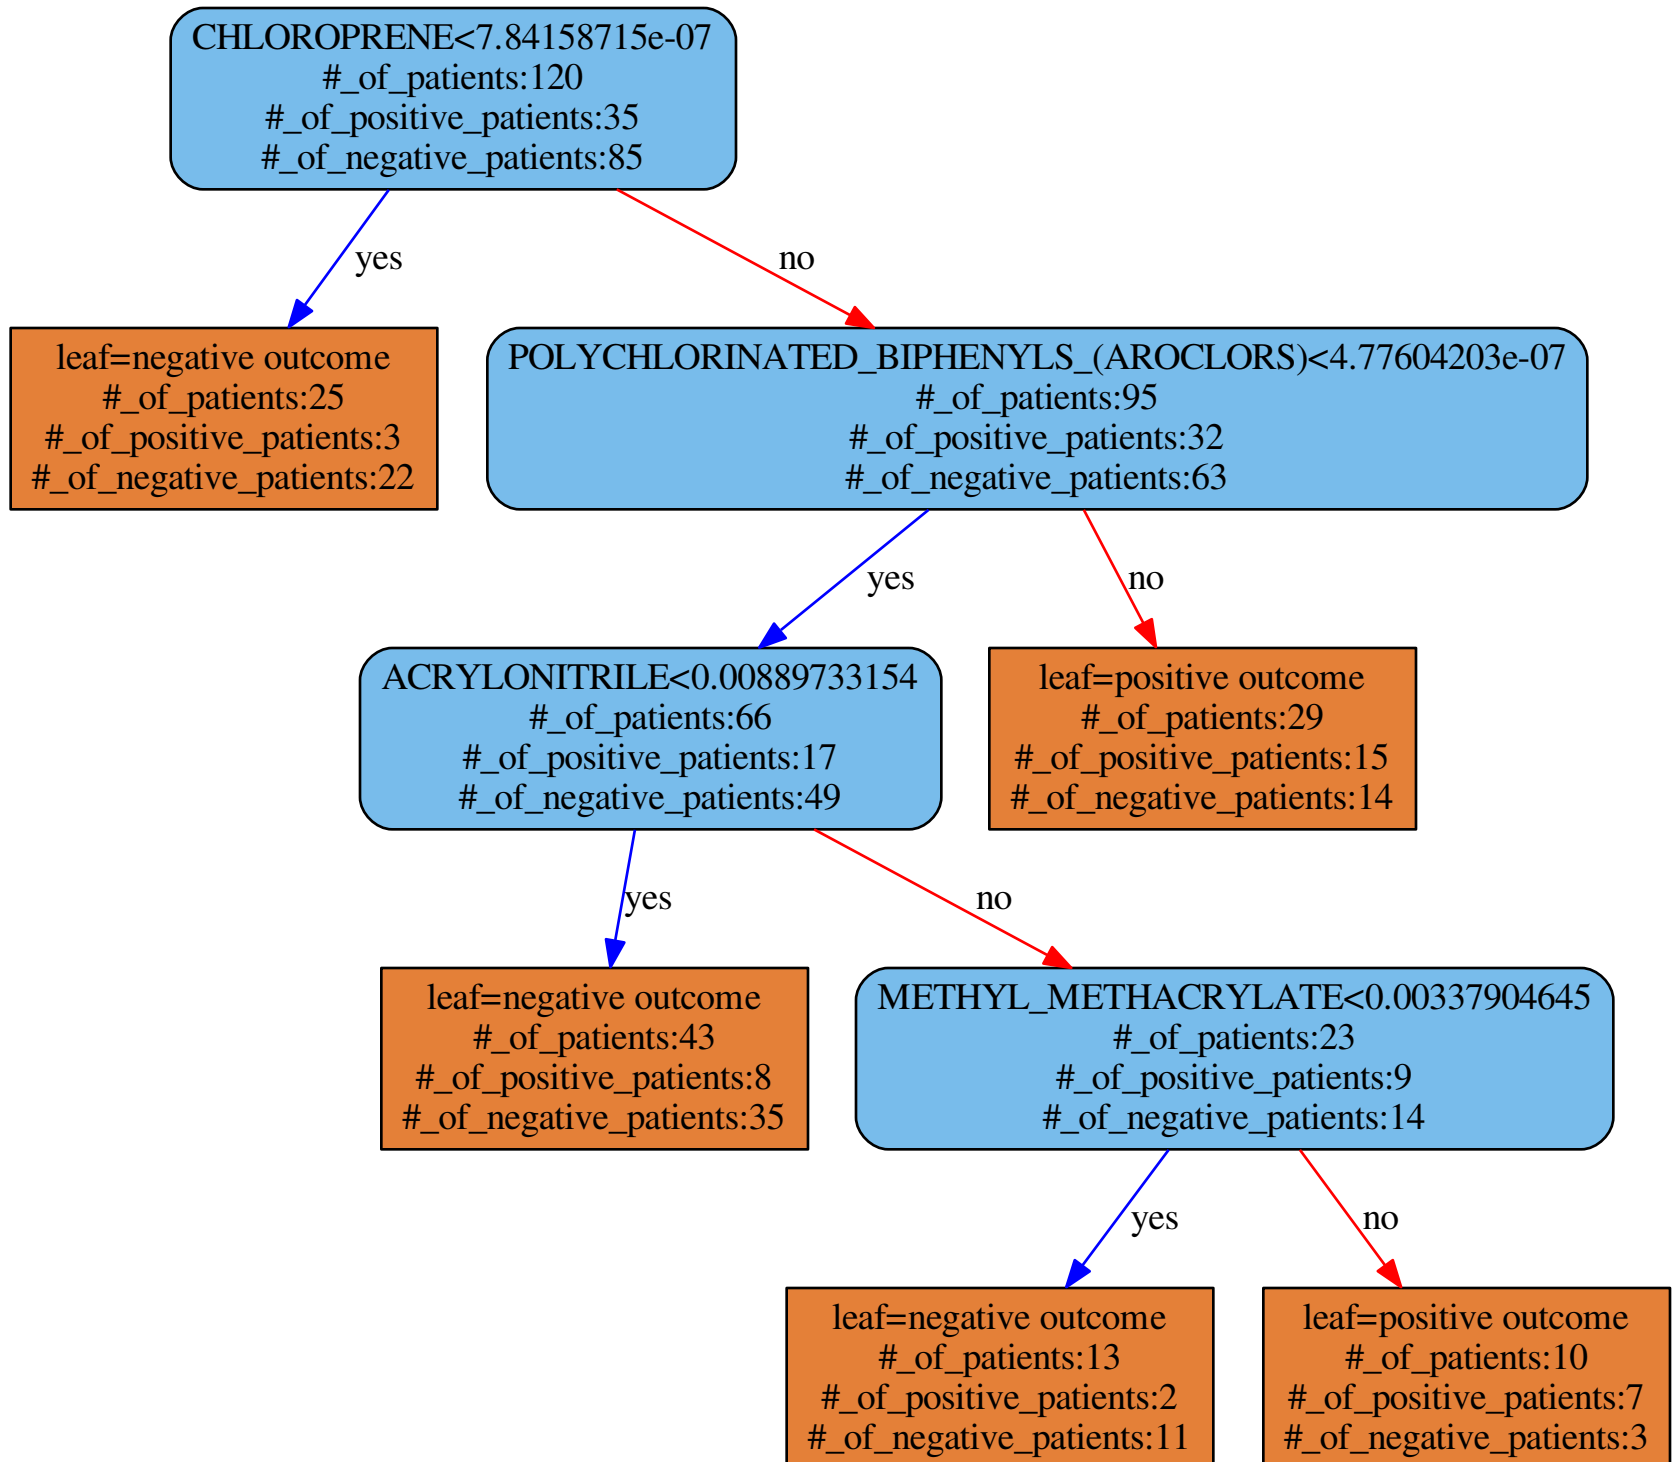 CHLOROPRENE<7.84158715e-07
#_of_patients:120
#_of_positive_patients:35
#_of_negative_patients:85
yes
no
leaf=negative outcome
#_of_patients:25
#_of_positive_patients:3
#_of_negative_patients:22
POLYCHLORINATED_BIPHENYLS_(AROCLORS)<4.77604203e-07
#_of_patients:95
#_of_positive_patients:32
#_of_negative_patients:63
yes
no
ACRYLONITRILE<0.00889733154
#_of_patients:66
#_of_positive_patients:17
#_of_negative_patients:49
leaf=positive outcome
#_of_patients:29
#_of_positive_patients:15
#_of_negative_patients:14
yes
no
leaf=negative outcome
#_of_patients:43
#_of_positive_patients:8
#_of_negative_patients:35
METHYL_METHACRYLATE<0.00337904645
#_of_patients:23
#_of_positive_patients:9
#_of_negative_patients:14
yes
no
leaf=negative outcome
#_of_patients:13
#_of_positive_patients:2
#_of_negative_patients:11
leaf=positive outcome
#_of_patients:10
#_of_positive_patients:7
#_of_negative_patients:3